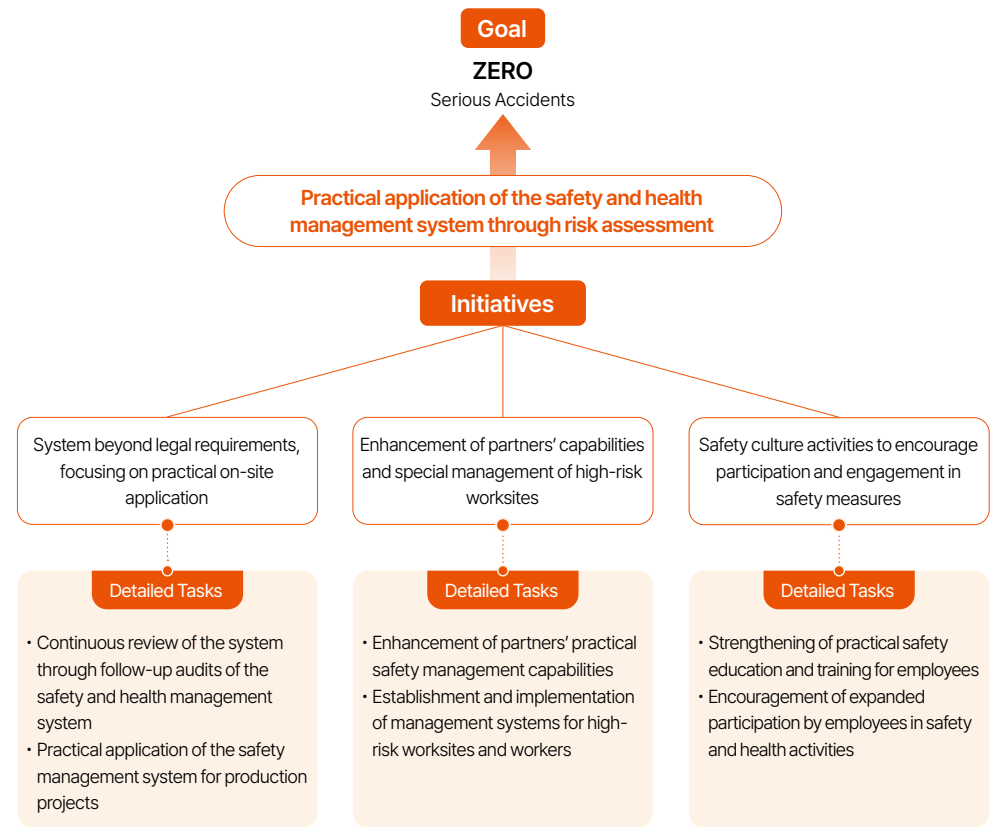 Goal
ZERO
Serious Accidents
Practical application of the safety and health
management system through risk assessment
Initiatives
System beyond legal requirements,
focusing on practical on-site
application
Detailed Tasks
• Continuous review of the system
through follow-up audits of the
safety and health management
system
• Practical application of the safety
management system for production
projects
Enhancement of partners’ capabilities
and special management of high-risk
worksites
Detailed Tasks
• Enhancement of partners’ practical
safety management capabilities
• Establishment and implementation
of management systems for high-
risk worksites and workers
Safety culture activities to encourage
participation and engagement in
safety measures
Detailed Tasks
• Strengthening of practical safety
education and training for employees
• Encouragement of expanded
participation by employees in safety
and health activities